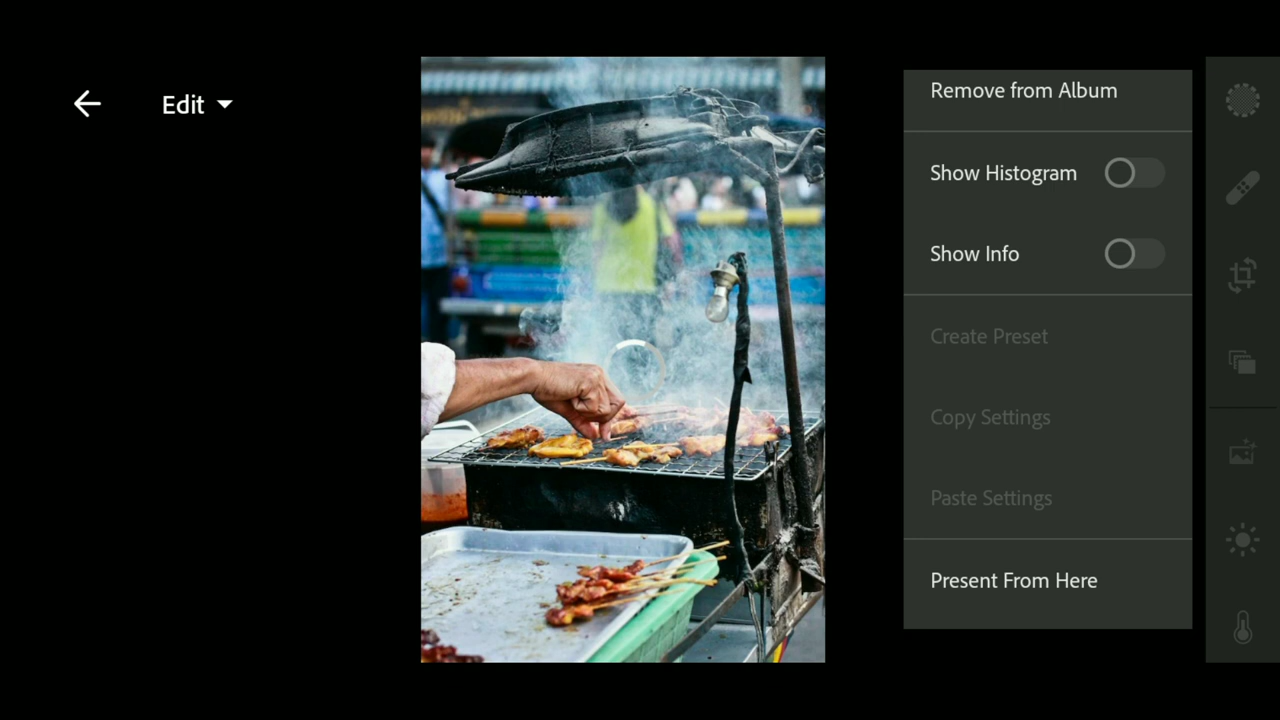 Edit
Remove from Album
Show Histogram
Show Info
Create Preset
Copy Settings
Paste Settings
Present From Here